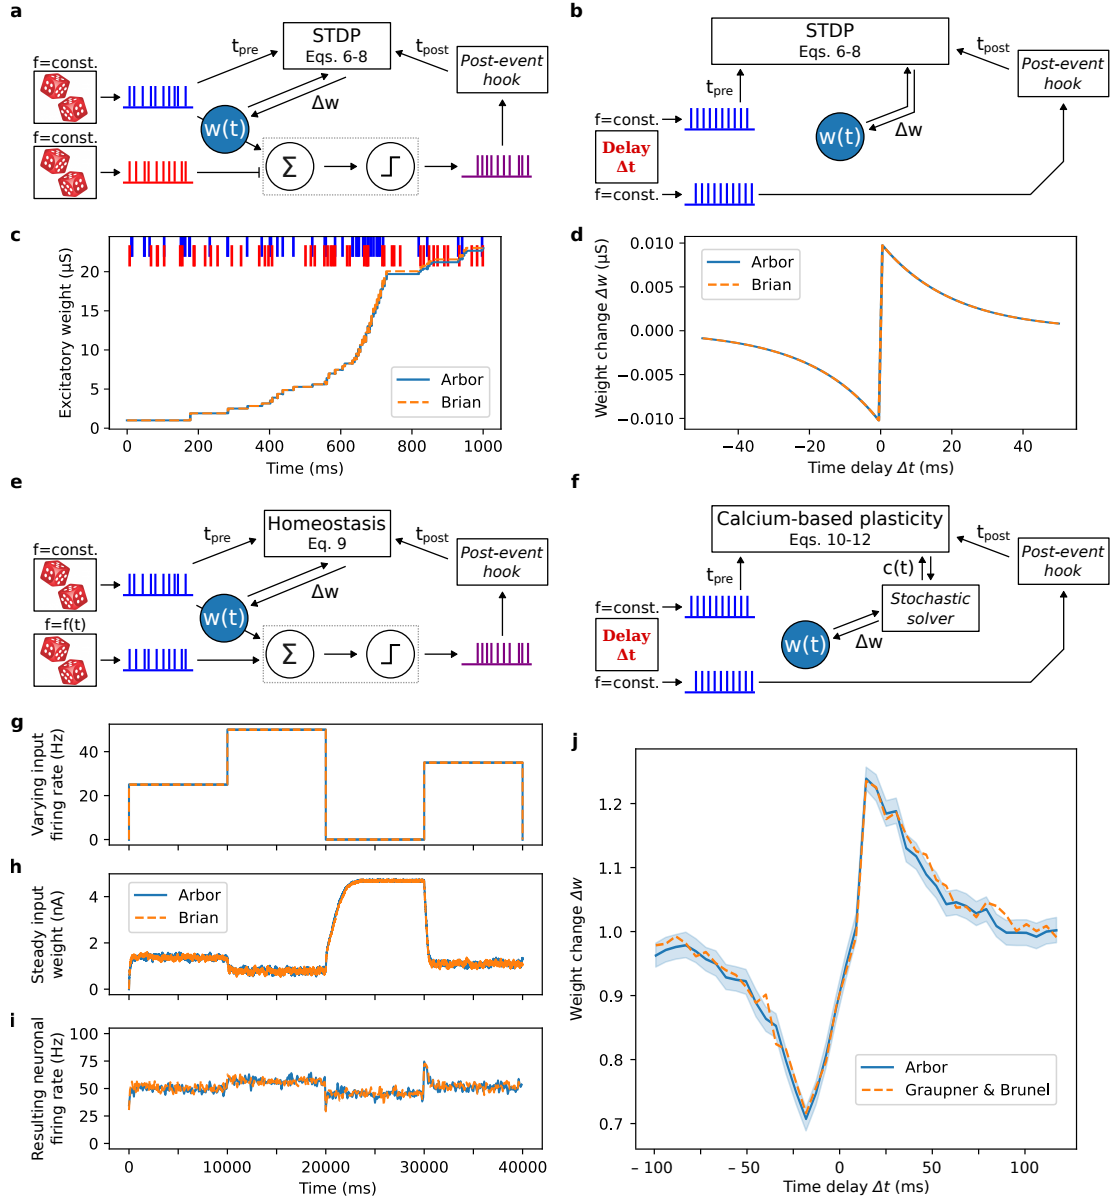 a
f=const.
t_pre
STDP
Eqs. 6-8
t_post
Post-event
hook
Δw
w(t)
f=const.
Σ
b
STDP
Eqs. 6-8
t_post
Post-event
hook
t_pre
f=const.
Delay
Δt
f=const.
w(t)
Δw
c
Excitatory weight (µS)
20
15
10
5
0
Arbor
Brian
0 200 400 600 800 1000
Time (ms)
d
Weight change Δw (µS)
0.010
0.005
0.000
−0.005
−0.010
Arbor
Brian
−40 −20 0 20 40
Time delay Δt (ms)
e
f=const.
t_pre
Homeostasis
Eq. 9
t_post
Post-event
hook
Δw
w(t)
f=f(t)
Σ
f
Calcium-based plasticity
Eqs. 10-12
t_post
Post-event
hook
t_pre
c(t)
Stochastic
solver
f=const.
Delay
Δt
f=const.
w(t)
Δw
g
Varying input
firing rate (Hz)
40
20
0
h
Steady input
weight (nA)
4
2
0
Arbor
Brian
i
Resulting neuronal
firing rate (Hz)
100
75
50
25
0
0 10000 20000 30000 40000
Time (ms)
j
Weight change Δw
1.2
1.1
1.0
0.9
0.8
0.7
Arbor
Graupner & Brunel
– 100 – 50 0 50 100
Time delay Δt (ms)